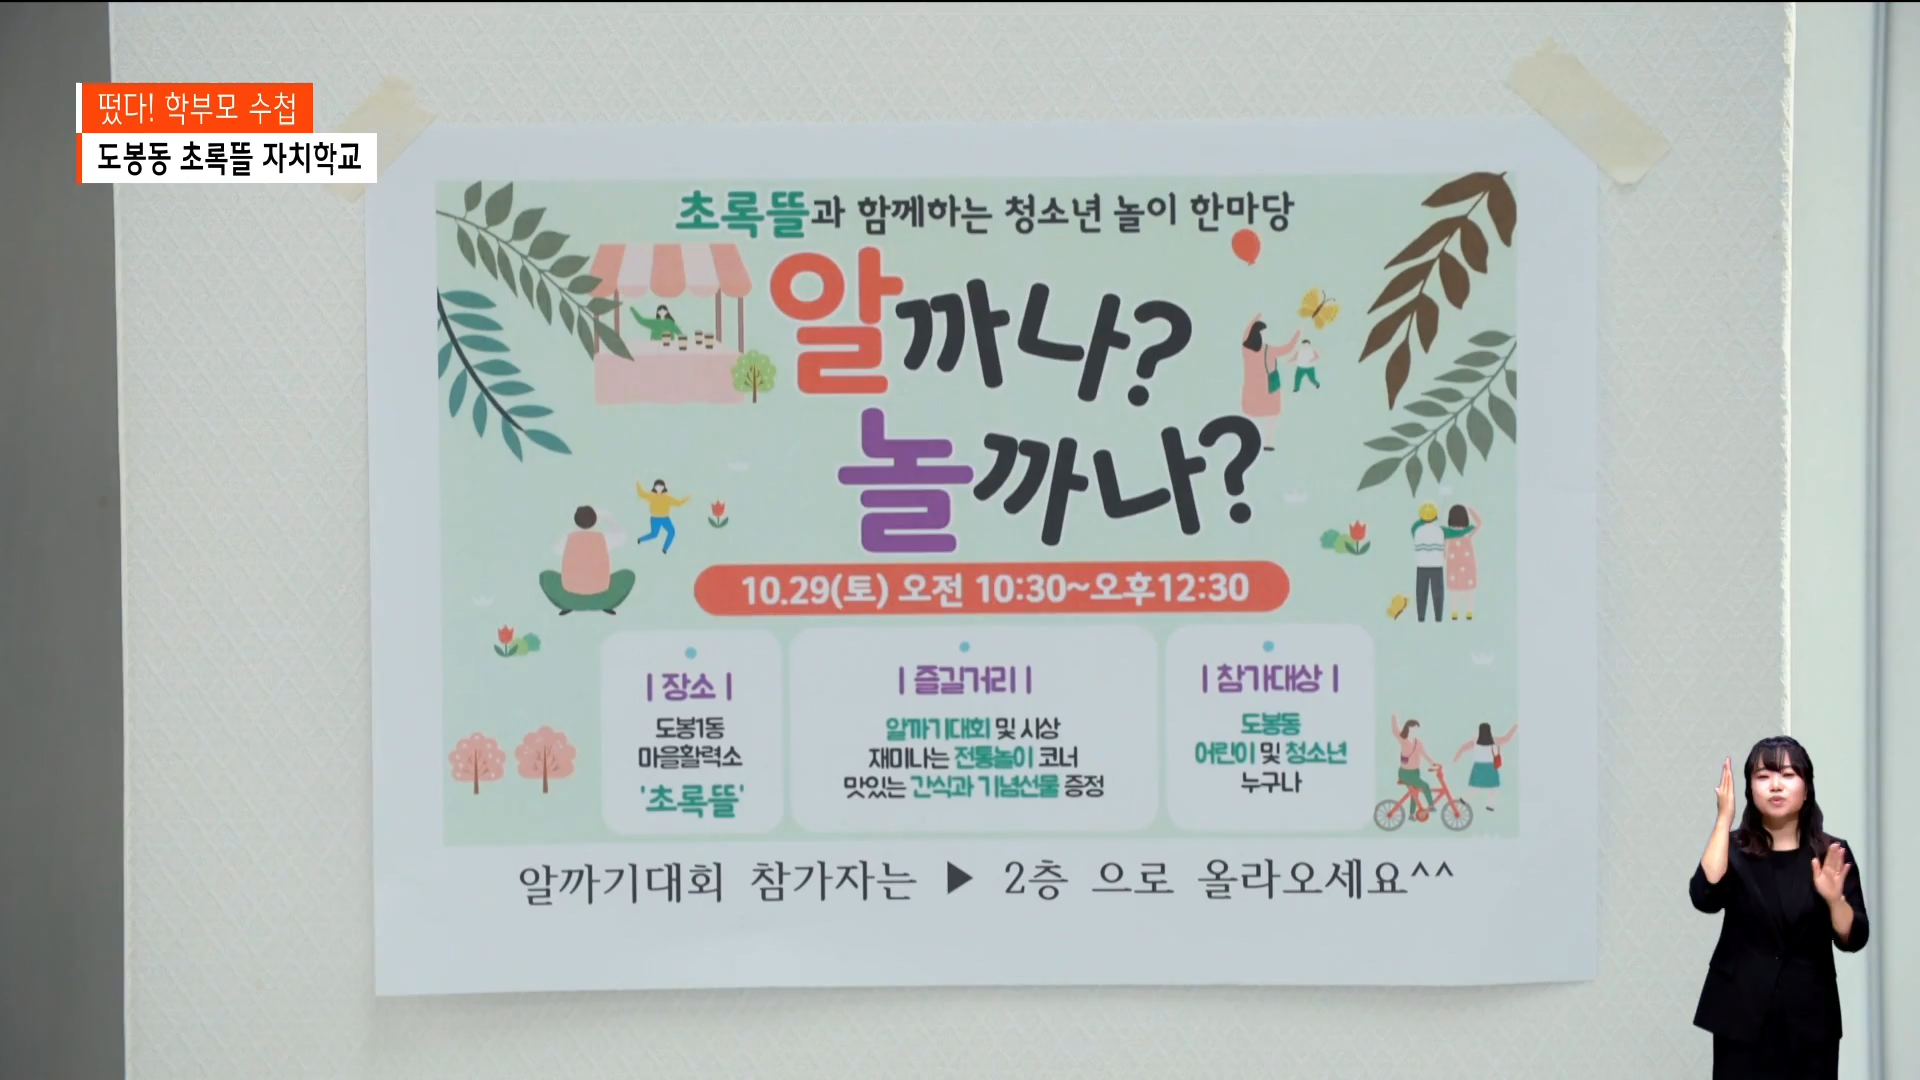 떴다! 학부모 수첩
도봉동 초록뜰 자치학교
초록뜰과 함께하는 청소년 놀이 한마당
알까나?
놀까나?
10.29(토) 오전 10:30~오후12:30
| 장소 |
도봉1동
마을활력소
'초록뜰'
| 즐길거리 |
알까기대회 및 시상
재미나는 전통놀이 코너
맛있는 간식과 기념선물 증정
| 참가대상 |
도봉동
어린이 및 청소년
누구나
알까기대회 참가자는 ▶ 2층 으로 올라오세요^^